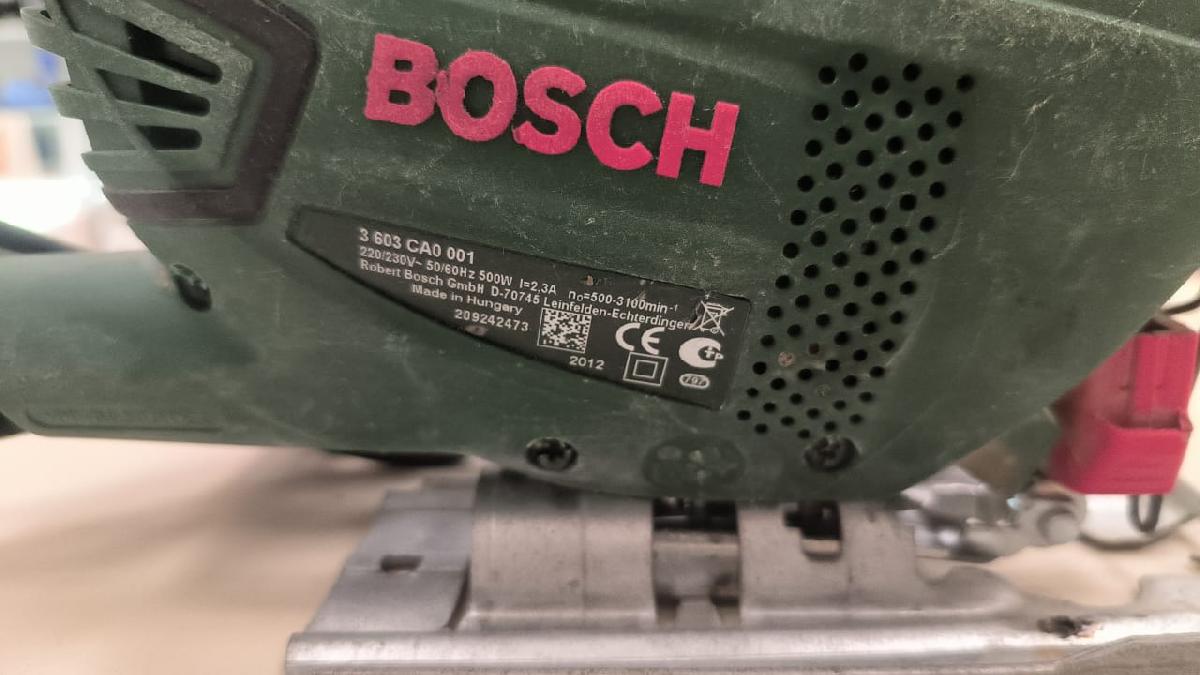 BOSCH
3 603 CA0 001
220/230V~ 50/60Hz 500W I=2,3A n₀=500-3100min⁻¹
Robert Bosch GmbH D-70745 Leinfelden-Echterdingen
Made in Hungary
209242473
2012
CE